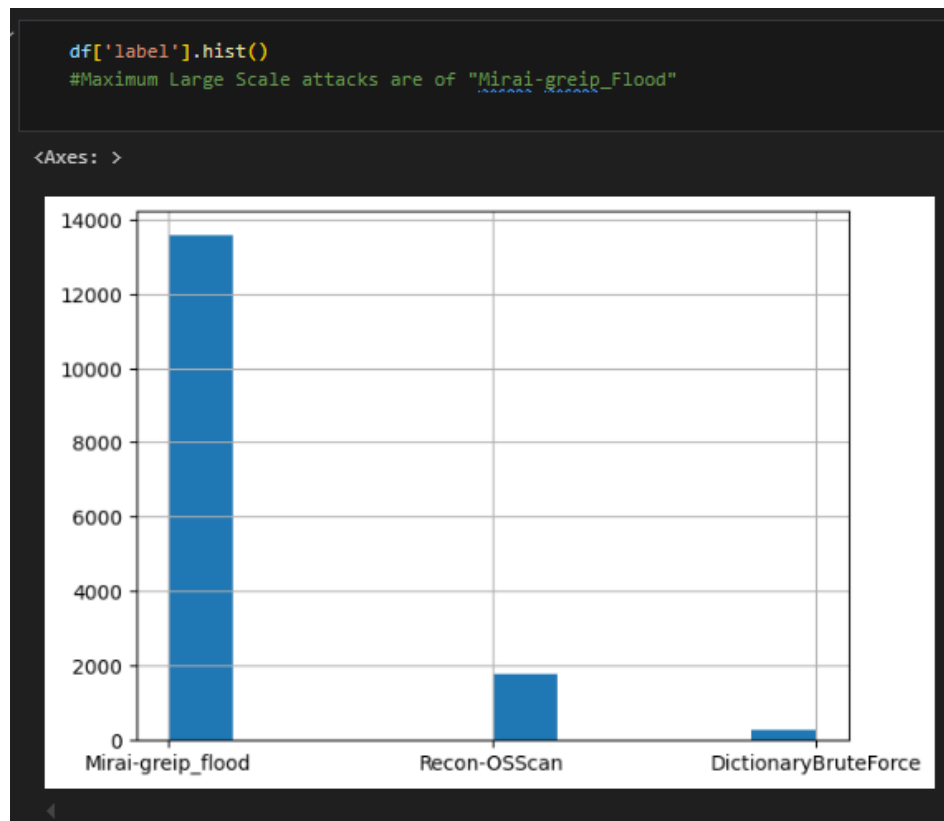 df['label'].hist()
#Maximum Large Scale attacks are of "Mirai-greip_Flood"
<Axes: >
14000
12000
10000
8000
6000
4000
2000
0
Mirai-greip_flood Recon-OSScan DictionaryBruteForce